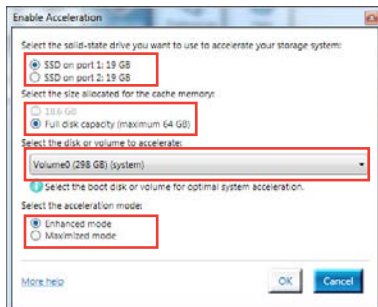 Enable Acceleration
Select the solid-state drive you want to use to accelerate your storage system:
SSD on port 1: 19 GB
SSD on port 2: 19 GB
Select the size allocated for the cache memory:
18.6 GB
Full disk capacity (maximum 64 GB)
Select the disk or volume to accelerate:
Volume0 (298 GB) (system)
Select the boot disk or volume for optimal system acceleration.
Select the acceleration mode:
Enhanced mode
Maximized mode
More help
OK
Cancel